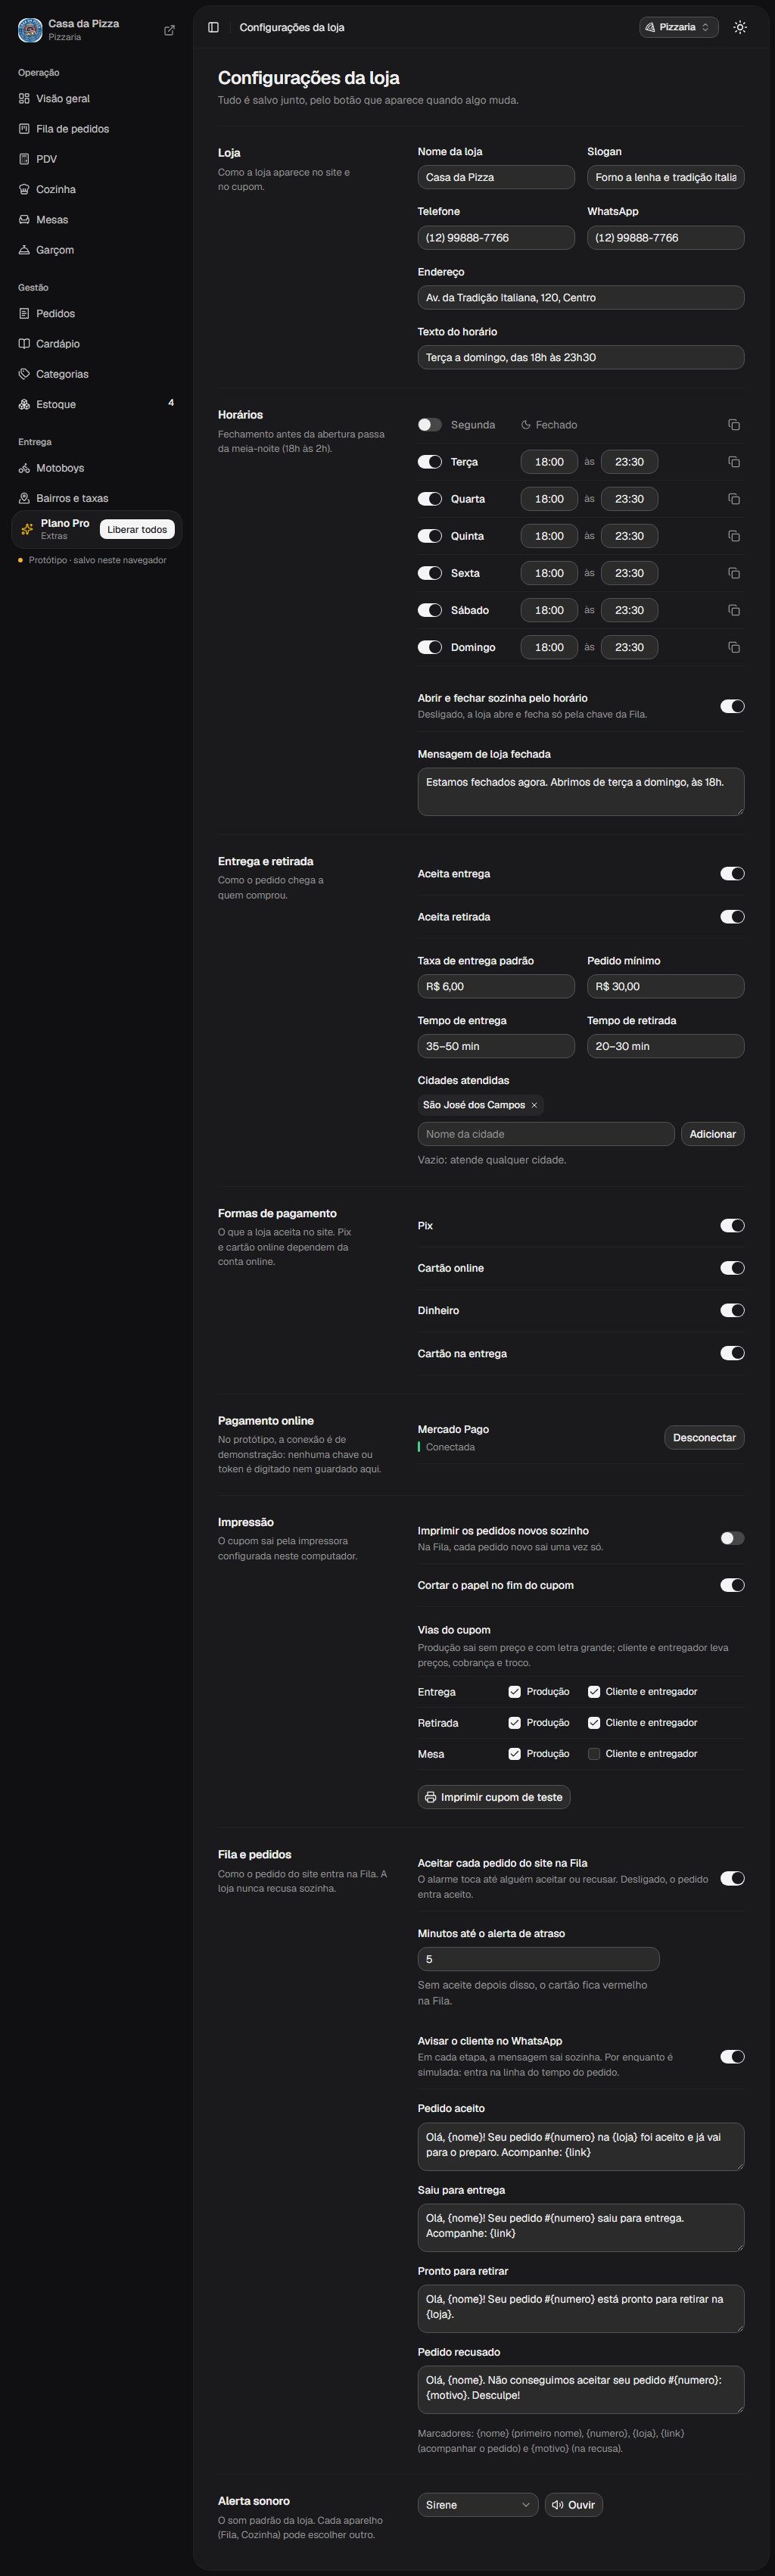 Casa da Pizza
Pizzaria
Operação
Visão geral
Fila de pedidos
PDV
Cozinha
Mesas
Garçom
Gestão
Pedidos
Cardápio
Categorias
Estoque 4
Entrega
Motoboys
Bairros e taxas
Plano Pro
Extras
Liberar todos
Protótipo · salvo neste navegador
Configurações da loja
Pizzaria
Configurações da loja
Tudo é salvo junto, pelo botão que aparece quando algo muda.
Loja
Como a loja aparece no site e
no cupom.
Nome da loja
Slogan
Casa da Pizza
Forno a lenha e tradição italia
Telefone
WhatsApp
(12) 99888-7766
(12) 99888-7766
Endereço
Av. da Tradição Italiana, 120, Centro
Texto do horário
Terça a domingo, das 18h às 23h30
Horários
Fechamento antes da abertura passa
da meia-noite (18h às 2h).
Segunda Fechado
Terça 18:00 às 23:30
Quarta 18:00 às 23:30
Quinta 18:00 às 23:30
Sexta 18:00 às 23:30
Sábado 18:00 às 23:30
Domingo 18:00 às 23:30
Abrir e fechar sozinha pelo horário
Desligado, a loja abre e fecha só pela chave da Fila.
Mensagem de loja fechada
Estamos fechados agora. Abrimos de terça a domingo, às 18h.
Entrega e retirada
Como o pedido chega a
quem comprou.
Aceita entrega
Aceita retirada
Taxa de entrega padrão
Pedido mínimo
R$ 6,00
R$ 30,00
Tempo de entrega
Tempo de retirada
35–50 min
20–30 min
Cidades atendidas
São José dos Campos ×
Nome da cidade
Adicionar
Vazio: atende qualquer cidade.
Formas de pagamento
O que a loja aceita no site. Pix
e cartão online dependem da
conta online.
Pix
Cartão online
Dinheiro
Cartão na entrega
Pagamento online
No protótipo, a conexão é de
demonstração: nenhuma chave ou
token é digitado nem guardado aqui.
Mercado Pago
Conectada
Desconectar
Impressão
O cupom sai pela impressora
configurada neste computador.
Imprimir os pedidos novos sozinho
Na Fila, cada pedido novo sai uma vez só.
Cortar o papel no fim do cupom
Vias do cupom
Produção sai sem preço e com letra grande; cliente e entregador leva
preços, cobrança e troco.
Entrega Produção Cliente e entregador
Retirada Produção Cliente e entregador
Mesa Produção Cliente e entregador
Imprimir cupom de teste
Fila e pedidos
Como o pedido do site entra na Fila. A
loja nunca recusa sozinha.
Aceitar cada pedido do site na Fila
O alarme toca até alguém aceitar ou recusar. Desligado, o pedido
entra aceito.
Minutos até o alerta de atraso
5
Sem aceite depois disso, o cartão fica vermelho
na Fila.
Avisar o cliente no WhatsApp
Em cada etapa, a mensagem sai sozinha. Por enquanto é
simulada: entra na linha do tempo do pedido.
Pedido aceito
Olá, {nome}! Seu pedido #{numero} na {loja} foi aceito e já vai
para o preparo. Acompanhe: {link}
Saiu para entrega
Olá, {nome}! Seu pedido #{numero} saiu para entrega.
Acompanhe: {link}
Pronto para retirar
Olá, {nome}! Seu pedido #{numero} está pronto para retirar na
{loja}.
Pedido recusado
Olá, {nome}. Não conseguimos aceitar seu pedido #{numero}:
{motivo}. Desculpe!
Marcadores: {nome} (primeiro nome), {numero}, {loja}, {link}
(acompanhar o pedido) e {motivo} (na recusa).
Alerta sonoro
O som padrão da loja. Cada aparelho
(Fila, Cozinha) pode escolher outro.
Sirene
Ouvir